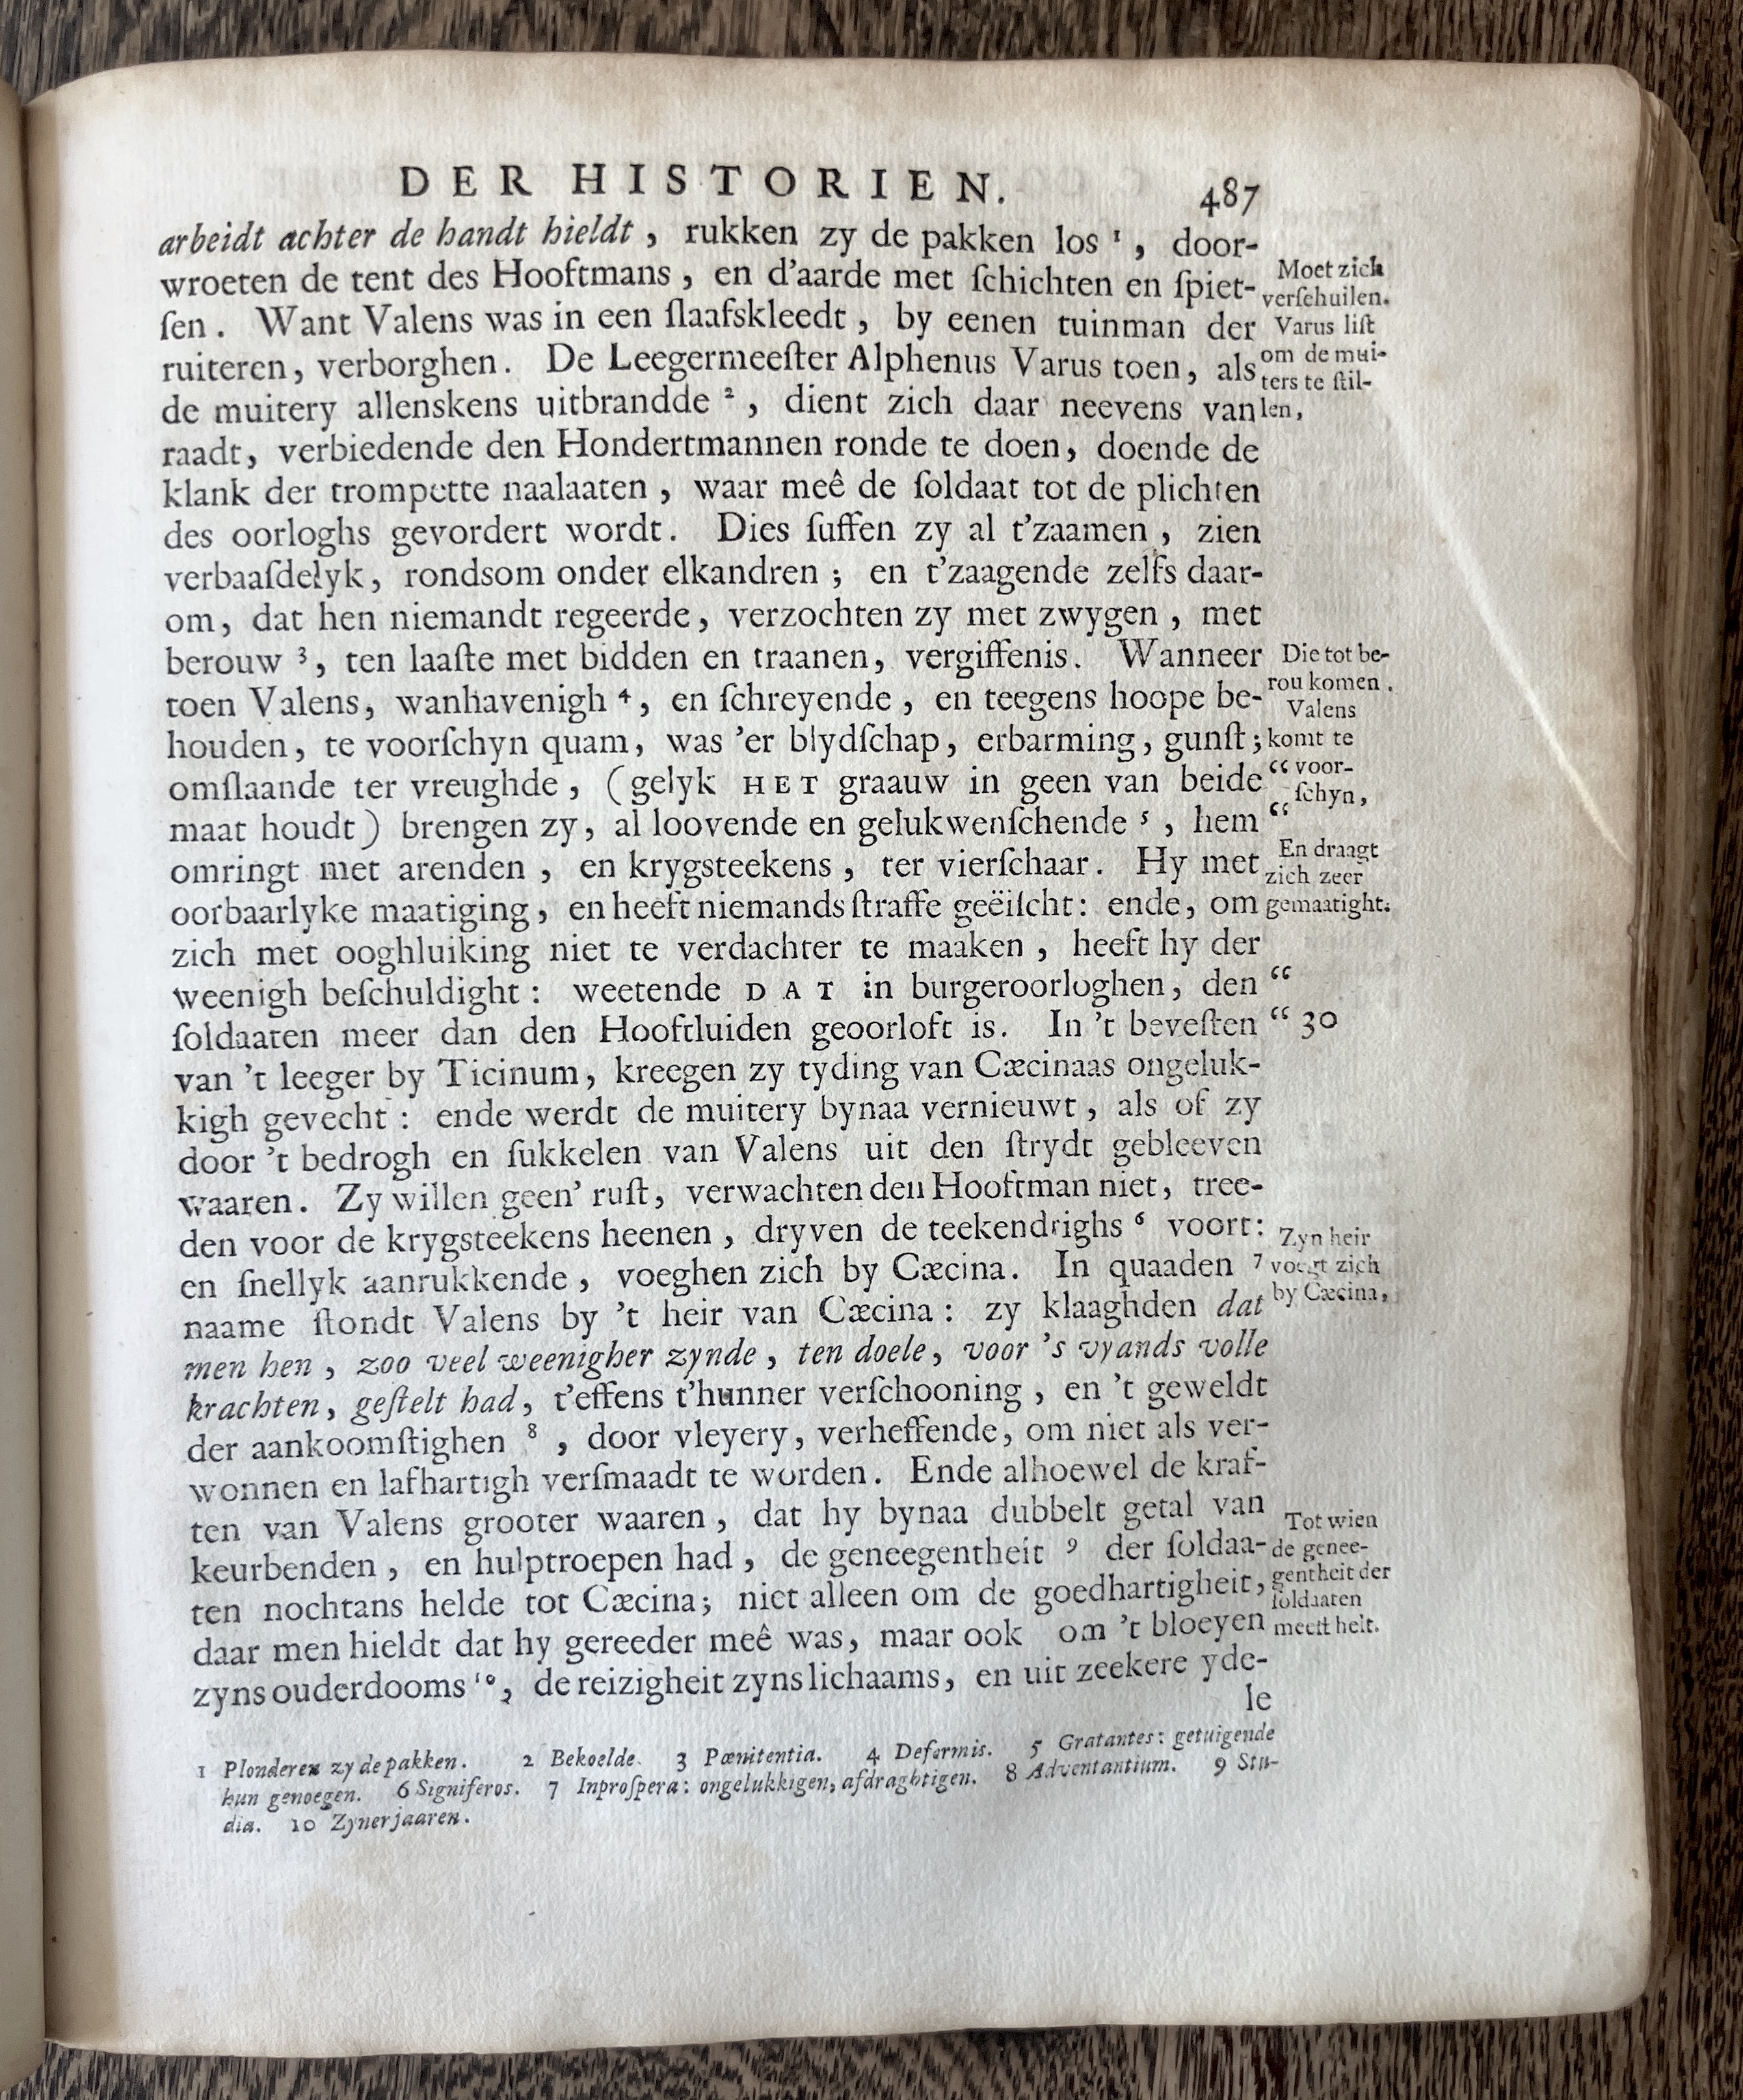 DER HISTORIEN. 487
arbeidt achter de handt hieldt, rukken zy de pakken los ¹, door-
wroeten de tent des Hooftmans, en d'aarde met ſchichten en ſpiet-
ſen. Want Valens was in een ſlaafskleedt, by eenen tuinman der
ruiteren, verborghen. De Leegermeeſter Alphenus Varus toen, als
de muitery allenskens uitbrandde ², dient zich daar neevens van
raadt, verbiedende den Hondertmannen ronde te doen, doende de
klank der trompette naalaaten, waar meê de ſoldaat tot de plichten
des oorloghs gevordert wordt. Dies ſuffen zy al t'zaamen, zien
verbaaſdelyk, rondsom onder elkandren; en t'zaagende zelfs daar-
om, dat hen niemandt regeerde, verzochten zy met zwygen, met
berouw ³, ten laaſte met bidden en traanen, vergiffenis. Wanneer
toen Valens, wanhavenigh ⁴, en ſchreyende, en teegens hoope be-
houden, te voorſchyn quam, was 'er blydſchap, erbarming, gunſt;
omſlaande ter vreughde, (gelyk HET graauw in geen van beide “
maat houdt) brengen zy, al loovende en gelukwenſchende ⁵, hem “
omringt met arenden, en krygsteekens, ter vierſchaar. Hy met
oorbaarlyke maatiging, en heeft niemands ſtraffe geëiſcht: ende, om
zich met ooghluiking niet te verdachter te maaken, heeft hy der
weenigh beſchuldight: weetende DAT in burgeroorloghen, den “
ſoldaaten meer dan den Hooftluiden geoorloft is. In 't beveſten “ 30
van 't leeger by Ticinum, kreegen zy tyding van Cæcinaas ongeluk-
kigh gevecht: ende werdt de muitery bynaa vernieuwt, als of zy
door 't bedrogh en ſukkelen van Valens uit den ſtrydt gebleeven
waaren. Zy willen geen' ruſt, verwachten den Hooftman niet, tree-
den voor de krygsteekens heenen, dryven de teekendrighs ⁶ voort:
en ſnellyk aanrukkende, voeghen zich by Cæcina. In quaaden ⁷
naame ſtondt Valens by 't heir van Cæcina: zy klaaghden dat
men hen, zoo veel weenigher zynde, ten doele, voor 's vyands volle
krachten, geſtelt had, t'effens t'hunner verſchooning, en 't geweldt
der aankoomſtighen ⁸, door vleyery, verheffende, om niet als ver-
wonnen en lafhartigh verſmaadt te worden. Ende alhoewel de kraf-
ten van Valens grooter waaren, dat hy bynaa dubbelt getal van
keurbenden, en hulptroepen had, de geneegentheit ⁹ der ſoldaa-
ten nochtans helde tot Cæcina; niet alleen om de goedhartigheit,
daar men hieldt dat hy gereeder meê was, maar ook om 't bloeyen
zyns ouderdooms ¹⁰, de reizigheit zyns lichaams, en uit zeekere yde-
le
Moet zich
verſchuilen.
Varus liſt
om de mui-
ters te ſtil-
len,
Die tot be-
rou komen.
Valens
komt te
voor-
ſchyn,
En draagt
zich zeer
gemaatight.
Zyn heir
voegt zich
by Cæcina,
Tot wien
de genee-
gentheit der
ſoldaaten
meeſt helt.
1 Plonderen zy de pakken. 2 Bekoelde. 3 Pœnitentia. 4 Deformis. 5 Gratantes: getuigende
hun genoegen. 6 Signiferos. 7 Inproſpera: ongelukkigen, afdraghtigen. 8 Adventantium. 9 Stu-
dia. 10 Zyner jaaren.